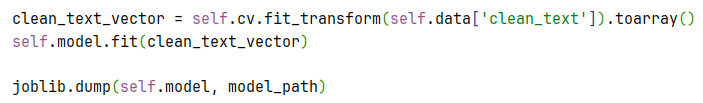 clean_text_vector = self.cv.fit_transform(self.data['clean_text']).toarray()
self.model.fit(clean_text_vector)
joblib.dump(self.model, model_path)